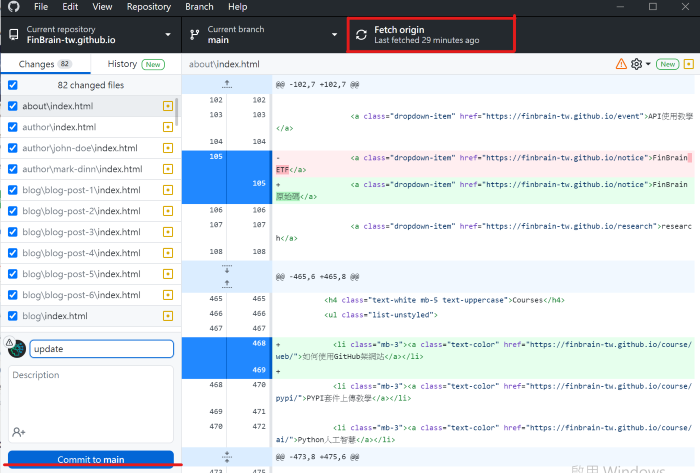 File Edit View Repository Branch Help
Current repository
FinBrain-tw.github.io
Current branch
main
Fetch origin
Last fetched 29 minutes ago
Changes 82
History New
about\index.html
New
82 changed files
about\index.html
author\index.html
author\john-doe\index.html
author\mark-dinn\index.html
blog\blog-post-1\index.html
blog\blog-post-2\index.html
blog\blog-post-3\index.html
blog\blog-post-4\index.html
blog\blog-post-5\index.html
blog\blog-post-6\index.html
blog\index.html
update
Description
Commit to main
@@ -102,7 +102,7 @@
102 102
103 103 <a class="dropdown-item" href="https://finbrain-tw.github.io/event">API使用教學
</a>
104 104
105 - <a class="dropdown-item" href="https://finbrain-tw.github.io/notice">FinBrain
ETF</a>
105 + <a class="dropdown-item" href="https://finbrain-tw.github.io/notice">FinBrain
原始碼</a>
106 106
107 107 <a class="dropdown-item" href="https://finbrain-tw.github.io/research">researc
h</a>
108 108
@@ -465,6 +465,8 @@
465 465 <h4 class="text-white mb-5 text-uppercase">Courses</h4>
466 466 <ul class="list-unstyled">
467 467
468 + <li class="mb-3"><a class="text-color" href="https://finbrain-tw.github.io/course/
web/">如何使用GitHub架網站</a></li>
469 +
468 470 <li class="mb-3"><a class="text-color" href="https://finbrain-tw.github.io/course/
pypi/">PYPI套件上傳教學</a></li>
469 471
470 472 <li class="mb-3"><a class="text-color" href="https://finbrain-tw.github.io/course/
ai/">Python人工智慧</a></li>
@@ -473,8 +475,6 @@
473 475
啟用 Windows